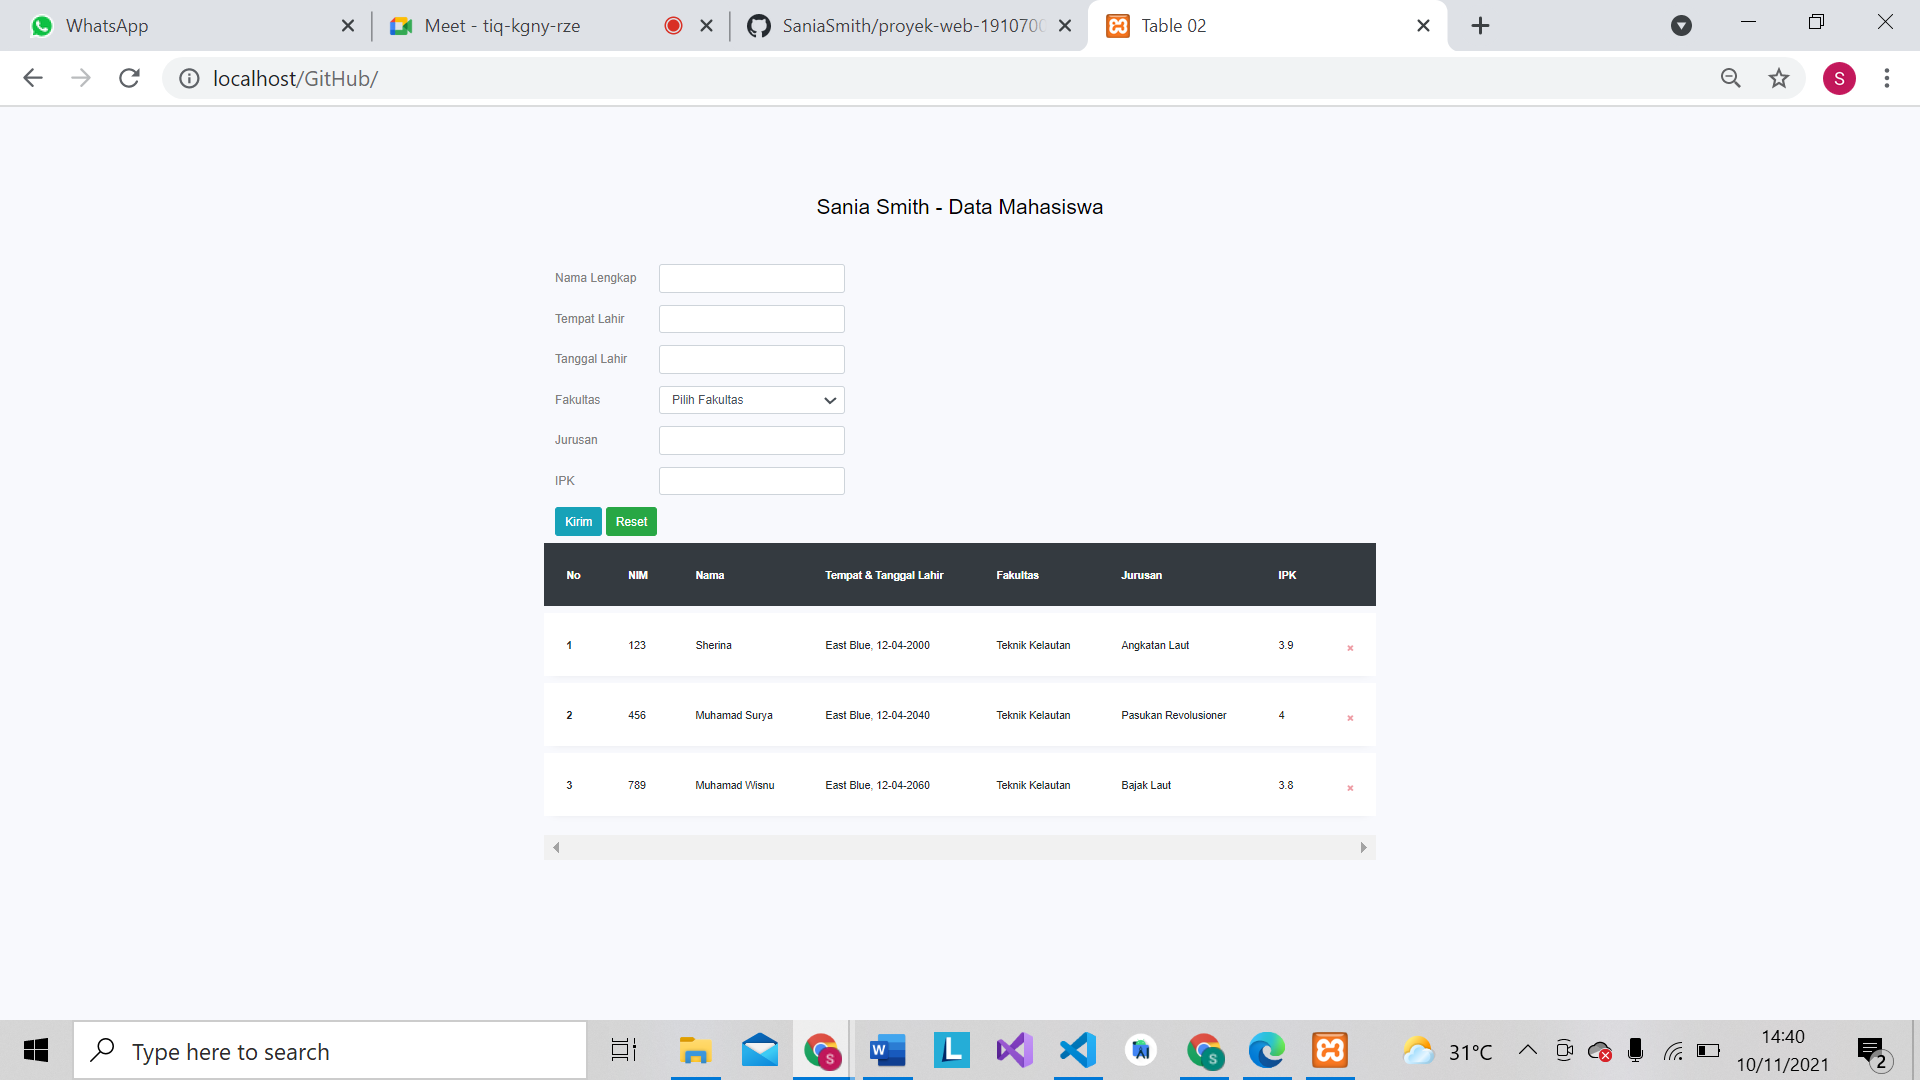 WhatsApp
Meet - tiq-kgny-rze
SaniaSmith/proyek-web-191070
Table 02
localhost/GitHub/
S
Sania Smith - Data Mahasiswa
Nama Lengkap
Tempat Lahir
Tanggal Lahir
Fakultas Pilih Fakultas
Jurusan
IPK
Kirim Reset
No NIM Nama Tempat & Tanggal Lahir Fakultas Jurusan IPK
1 123 Sherina East Blue, 12-04-2000 Teknik Kelautan Angkatan Laut 3.9
2 456 Muhamad Surya East Blue, 12-04-2040 Teknik Kelautan Pasukan Revolusioner 4
3 789 Muhamad Wisnu East Blue, 12-04-2060 Teknik Kelautan Bajak Laut 3.8
Type here to search
31°C
14:40
10/11/2021
2